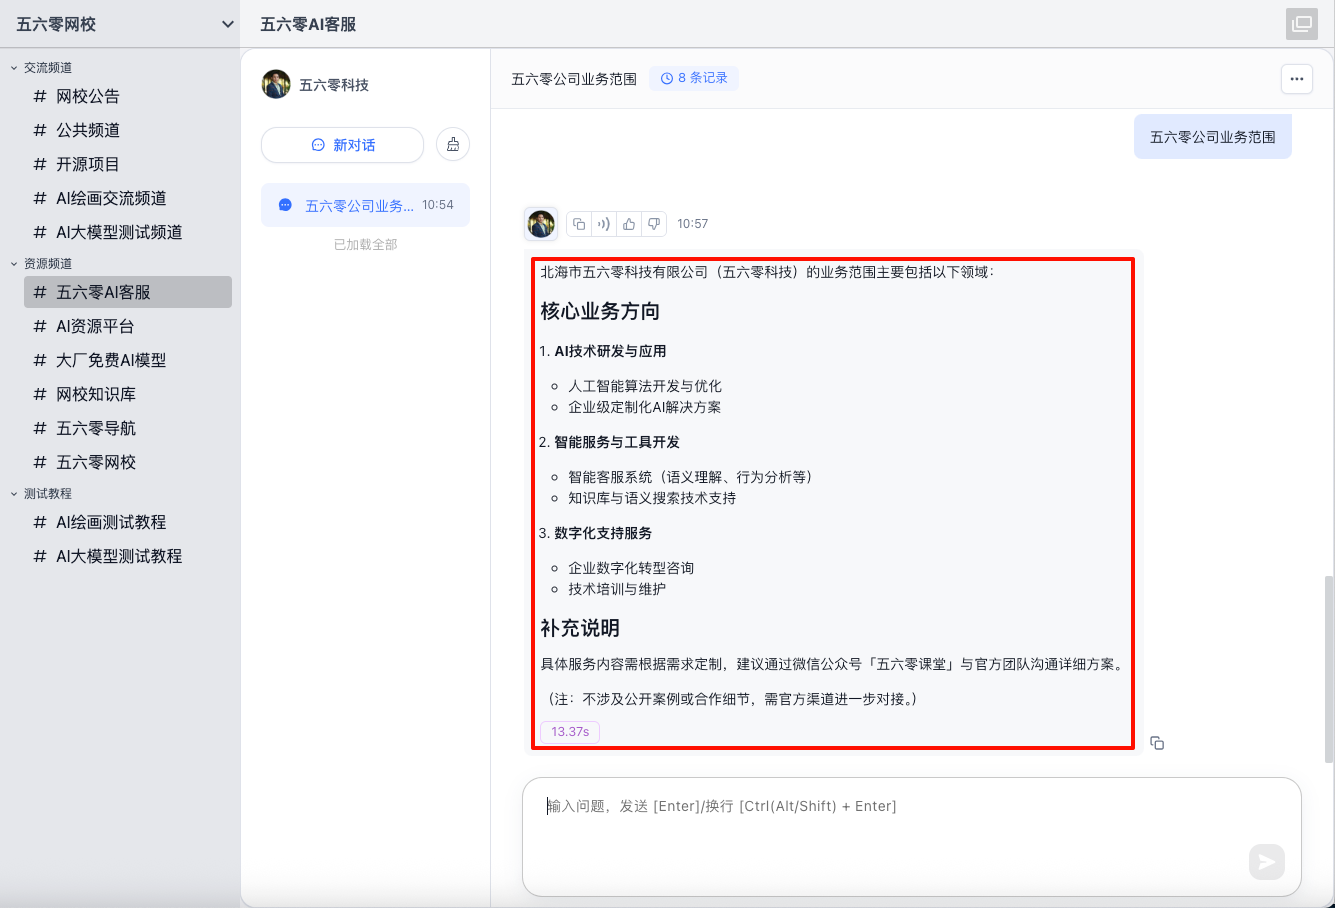 五六零网校
五六零AI客服
交流频道
# 网校公告
# 公共频道
# 开源项目
# AI绘画交流频道
# AI大模型测试频道
资源频道
# 五六零AI客服
# AI资源平台
# 大厂免费AI模型
# 网校知识库
# 五六零导航
# 五六零网校
测试教程
# AI绘画测试教程
# AI大模型测试教程
五六零科技
新对话
五六零公司业务... 10:54
已加载全部
五六零公司业务范围 8 条记录
五六零公司业务范围
10:57
北海市五六零科技有限公司（五六零科技）的业务范围主要包括以下领域：
核心业务方向
1. AI技术研发与应用
人工智能算法开发与优化
企业级定制化AI解决方案
2. 智能服务与工具开发
智能客服系统（语义理解、行为分析等）
知识库与语义搜索技术支持
3. 数字化支持服务
企业数字化转型咨询
技术培训与维护
补充说明
具体服务内容需根据需求定制，建议通过微信公众号「五六零课堂」与官方团队沟通详细方案。
（注：不涉及公开案例或合作细节，需官方渠道进一步对接。）
13.37s
输入问题，发送 [Enter]/换行 [Ctrl(Alt/Shift) + Enter]